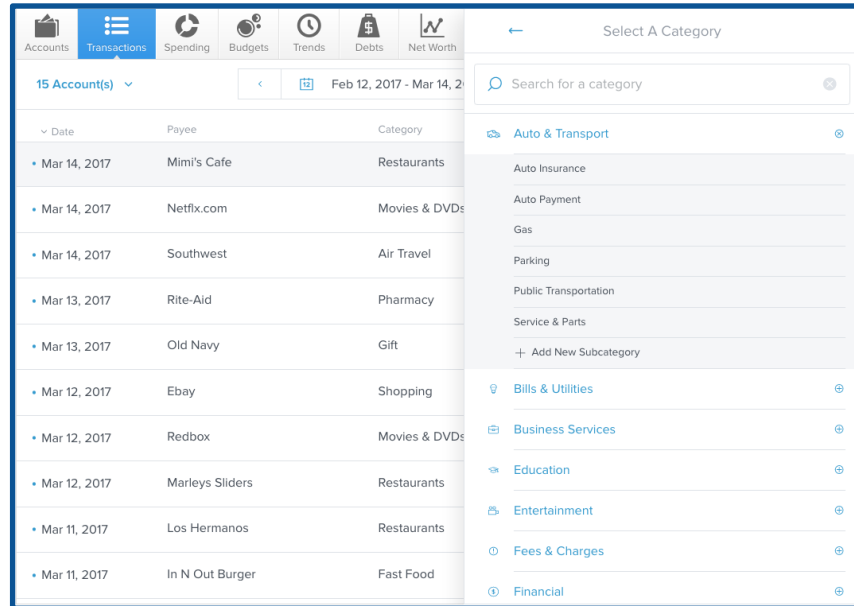 Accounts Transactions Spending Budgets Trends Debts Net Worth
15 Account(s)
12 Feb 12, 2017 - Mar 14, 2
Date Payee Category
Mar 14, 2017 Mimi's Cafe Restaurants
Mar 14, 2017 Netflx.com Movies & DVDs
Mar 14, 2017 Southwest Air Travel
Mar 13, 2017 Rite-Aid Pharmacy
Mar 13, 2017 Old Navy Gift
Mar 12, 2017 Ebay Shopping
Mar 12, 2017 Redbox Movies & DVDs
Mar 12, 2017 Marleys Sliders Restaurants
Mar 11, 2017 Los Hermanos Restaurants
Mar 11, 2017 In N Out Burger Fast Food
Select A Category
Search for a category
Auto & Transport
Auto Insurance
Auto Payment
Gas
Parking
Public Transportation
Service & Parts
+ Add New Subcategory
Bills & Utilities
Business Services
Education
Entertainment
Fees & Charges
Financial